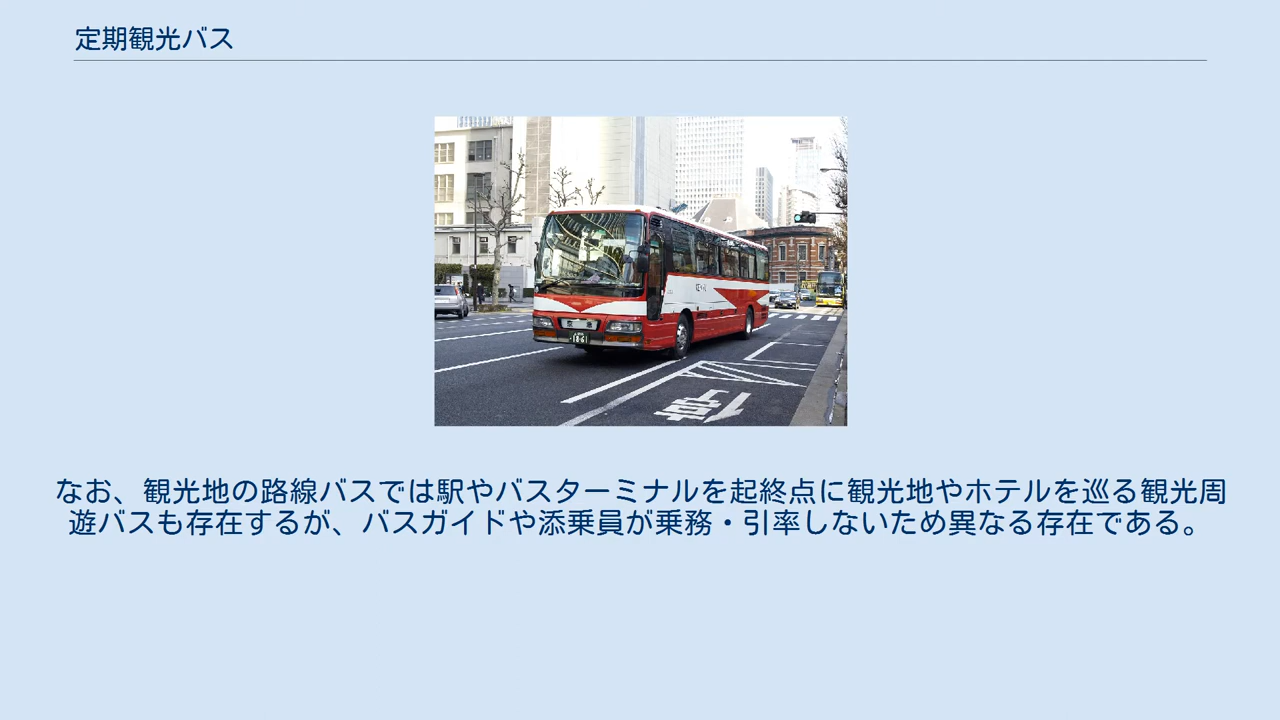 定期観光バス
なお、観光地の路線バスでは駅やバスターミナルを起終点に観光地やホテルを巡る観光周
遊バスも存在するが、バスガイドや添乗員が乗務・引率しないため異なる存在である。